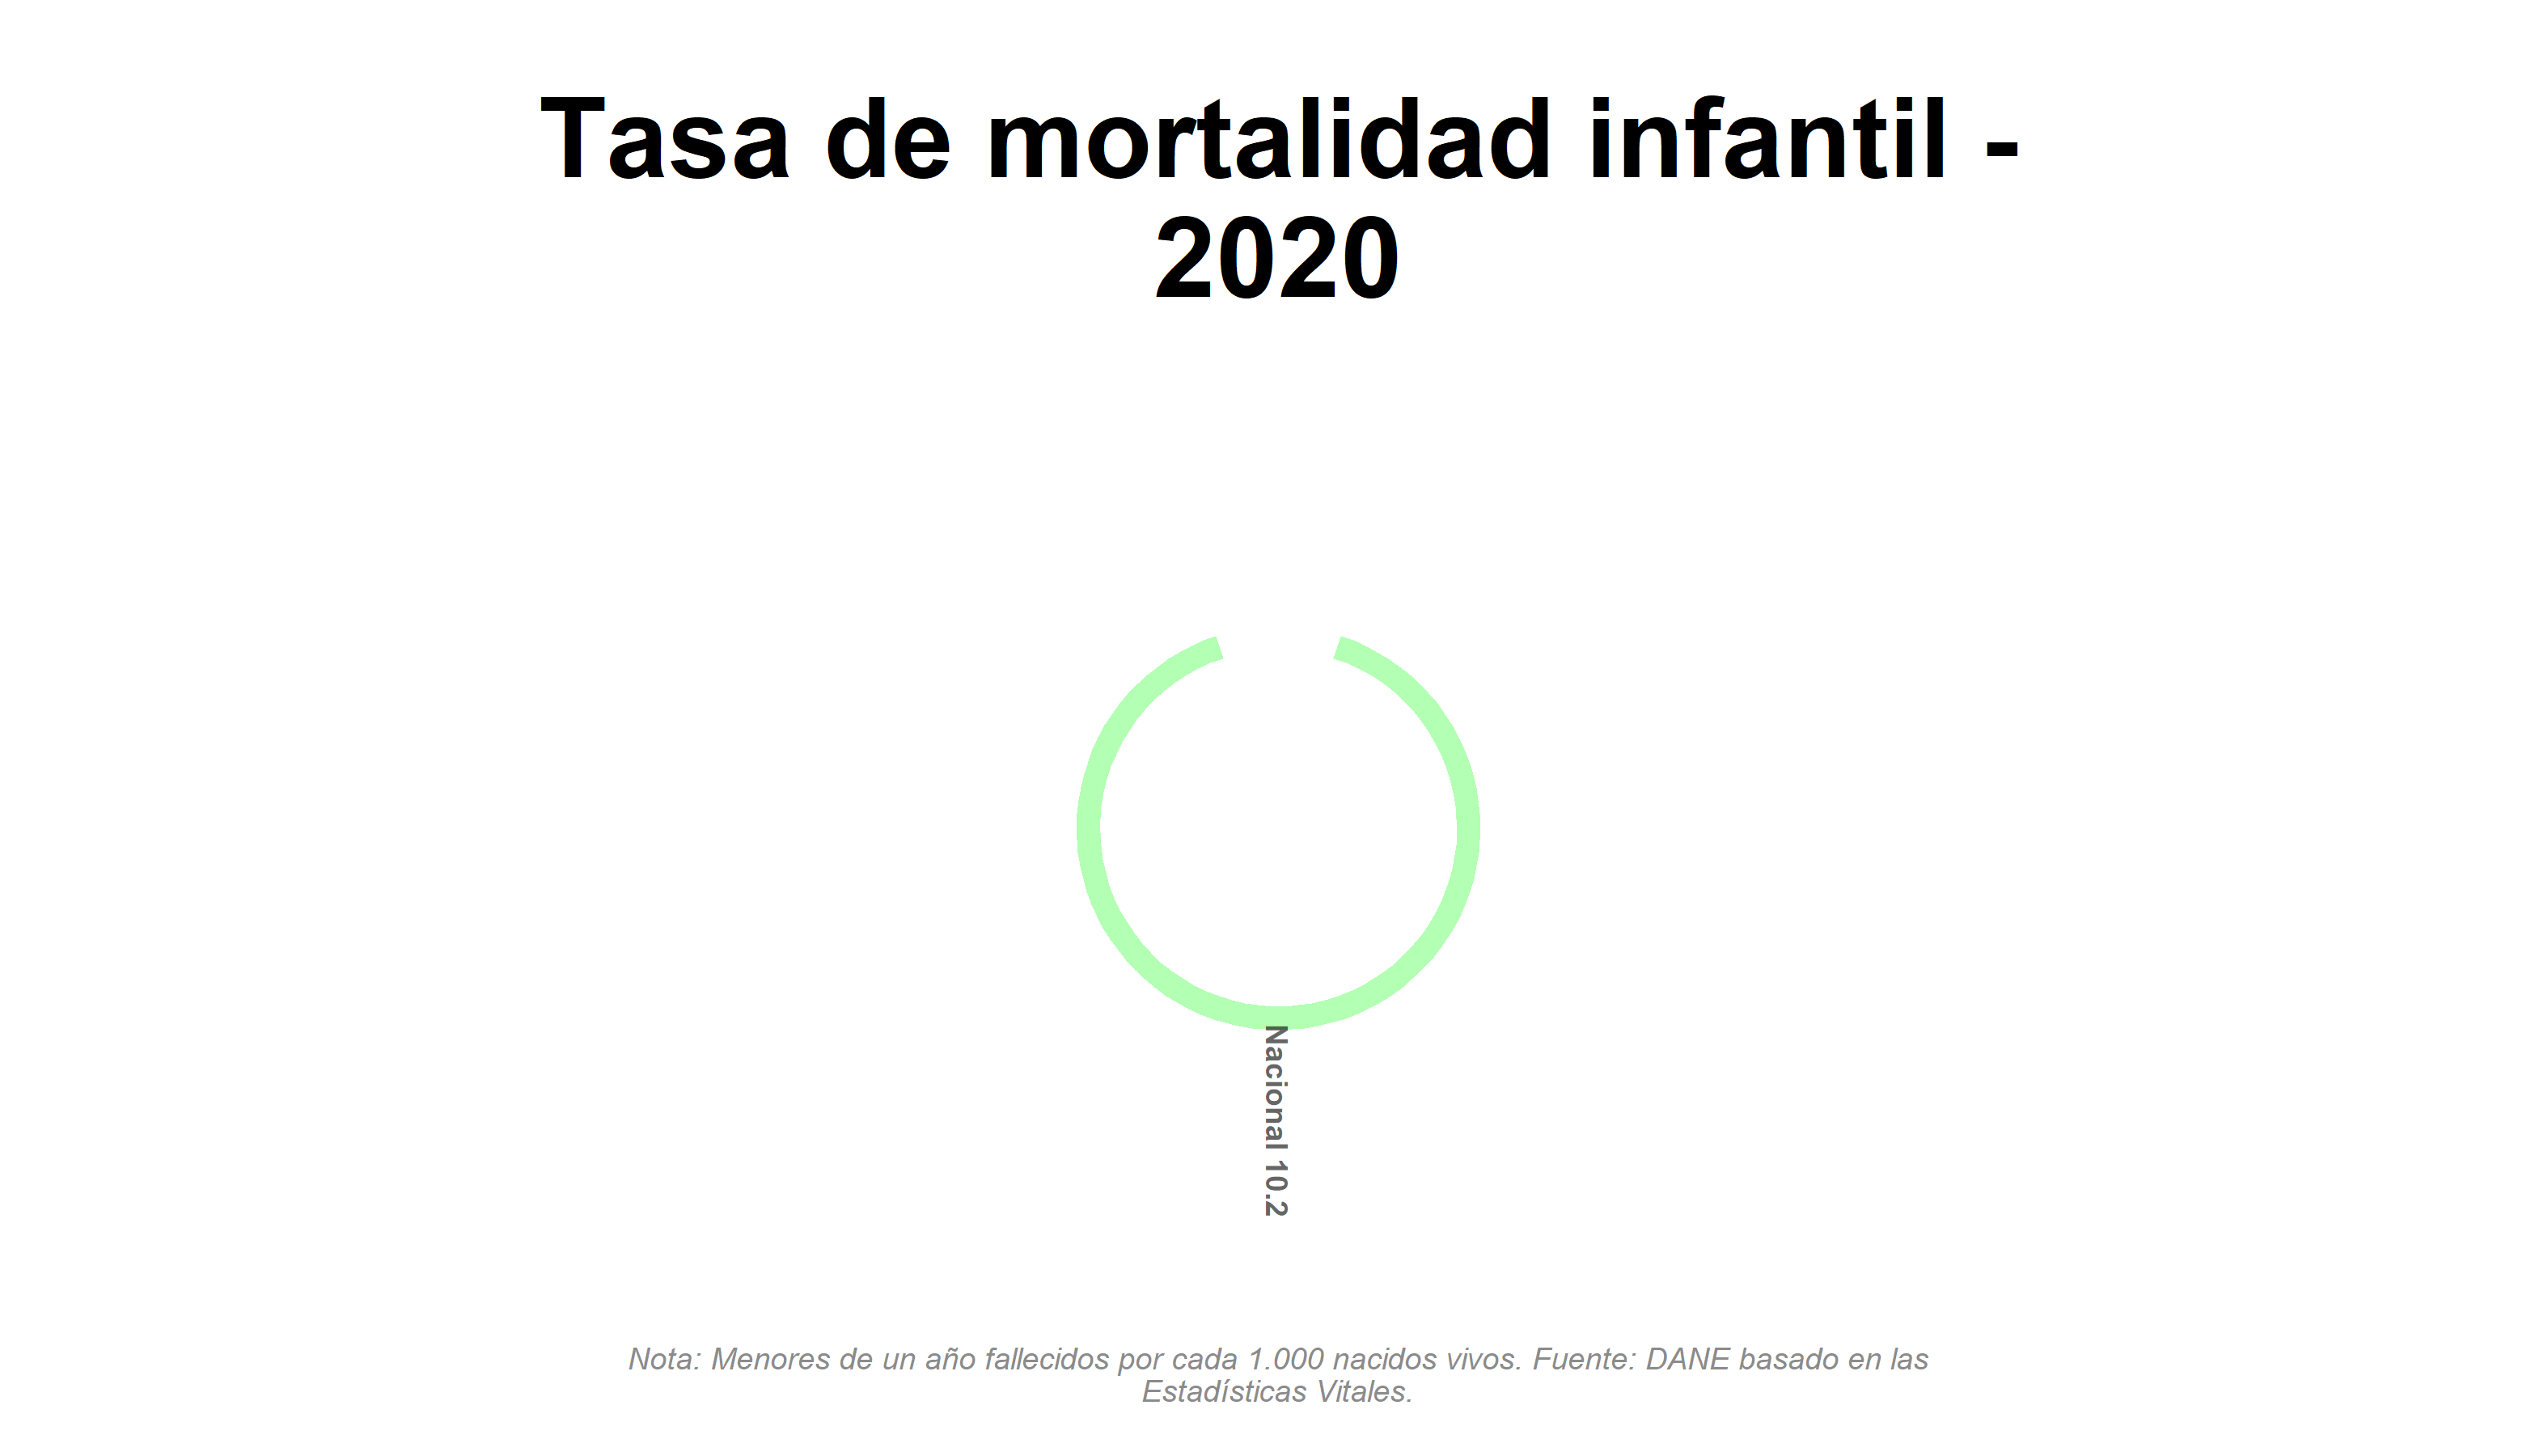 Tasa de mortalidad infantil -
2020
Nacional 10.2
Nota: Menores de un año fallecidos por cada 1.000 nacidos vivos. Fuente: DANE basado en las
Estadísticas Vitales.